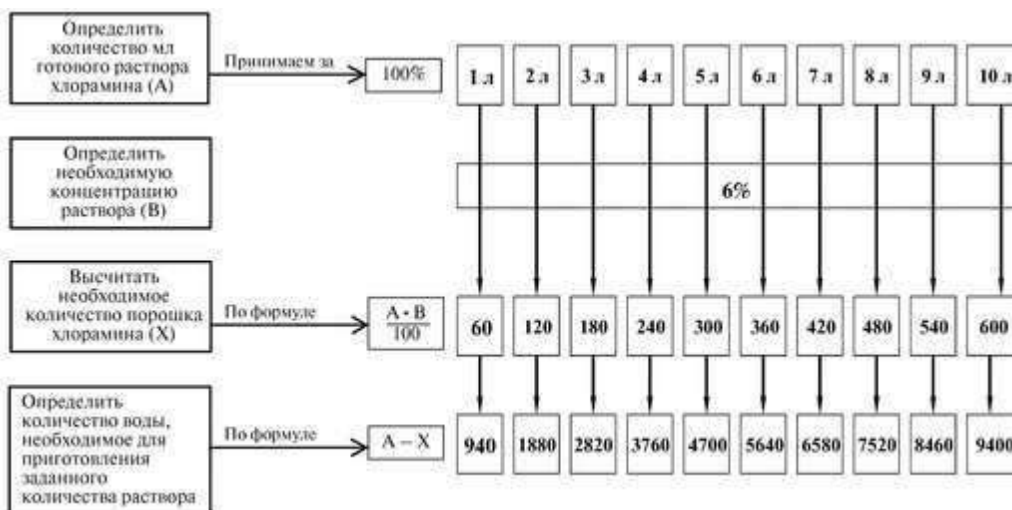 Определить
количество мл
готового раствора
хлорамина (А)
Принимаем за
100%
1 л 2 л 3 л 4 л 5 л 6 л 7 л 8 л 9 л 10 л
Определить
необходимую
концентрацию
раствора (В)
6%
Высчитать
необходимое
количество порошка
хлорамина (Х)
По формуле
А • В
100
60 120 180 240 300 360 420 480 540 600
Определить
количество воды,
необходимое для
приготовления
заданного
количества раствора
По формуле
А – Х
940 1880 2820 3760 4700 5640 6580 7520 8460 9400